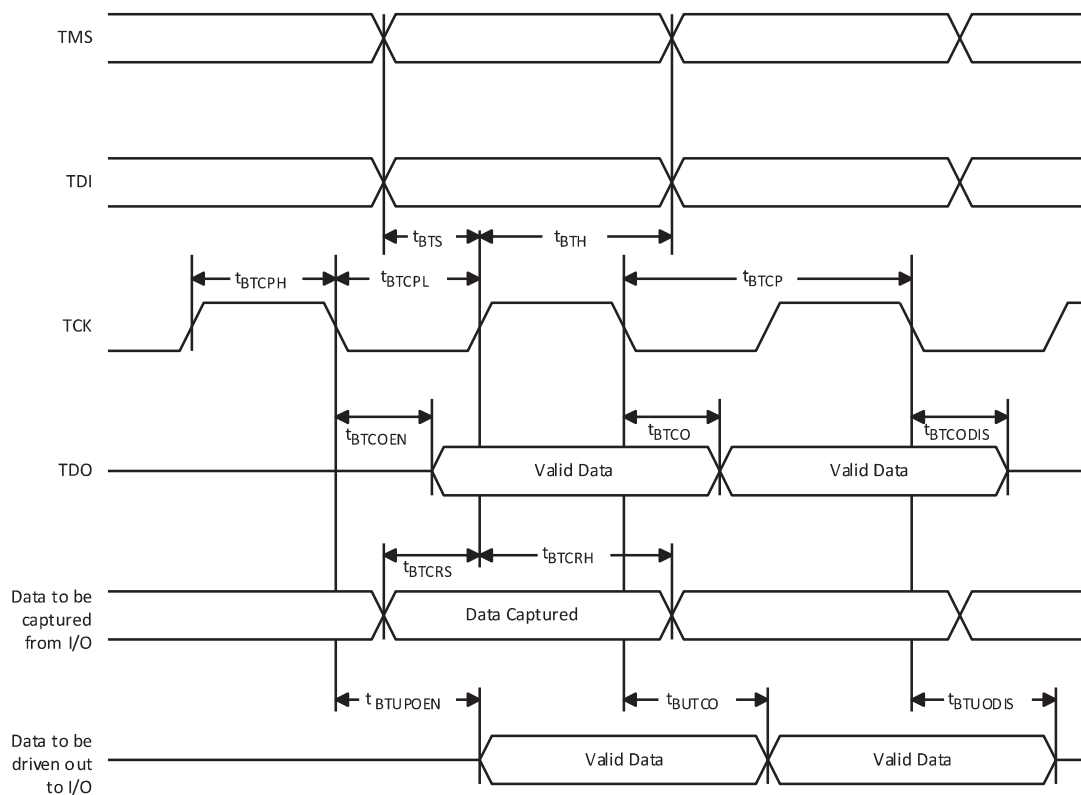 TMS
TDI
tBTS
tBTH
tBTCPH
tBTCPL
tBTCP
TCK
tBTCOEN
tBTCO
tBTCODIS
TDO
Valid Data
Valid Data
tBTCRS
tBTCRH
Data to be
captured
from I/O
Data Captured
t BTUPOEN
tBUTCO
tBTUODIS
Data to be
driven out
to I/O
Valid Data
Valid Data